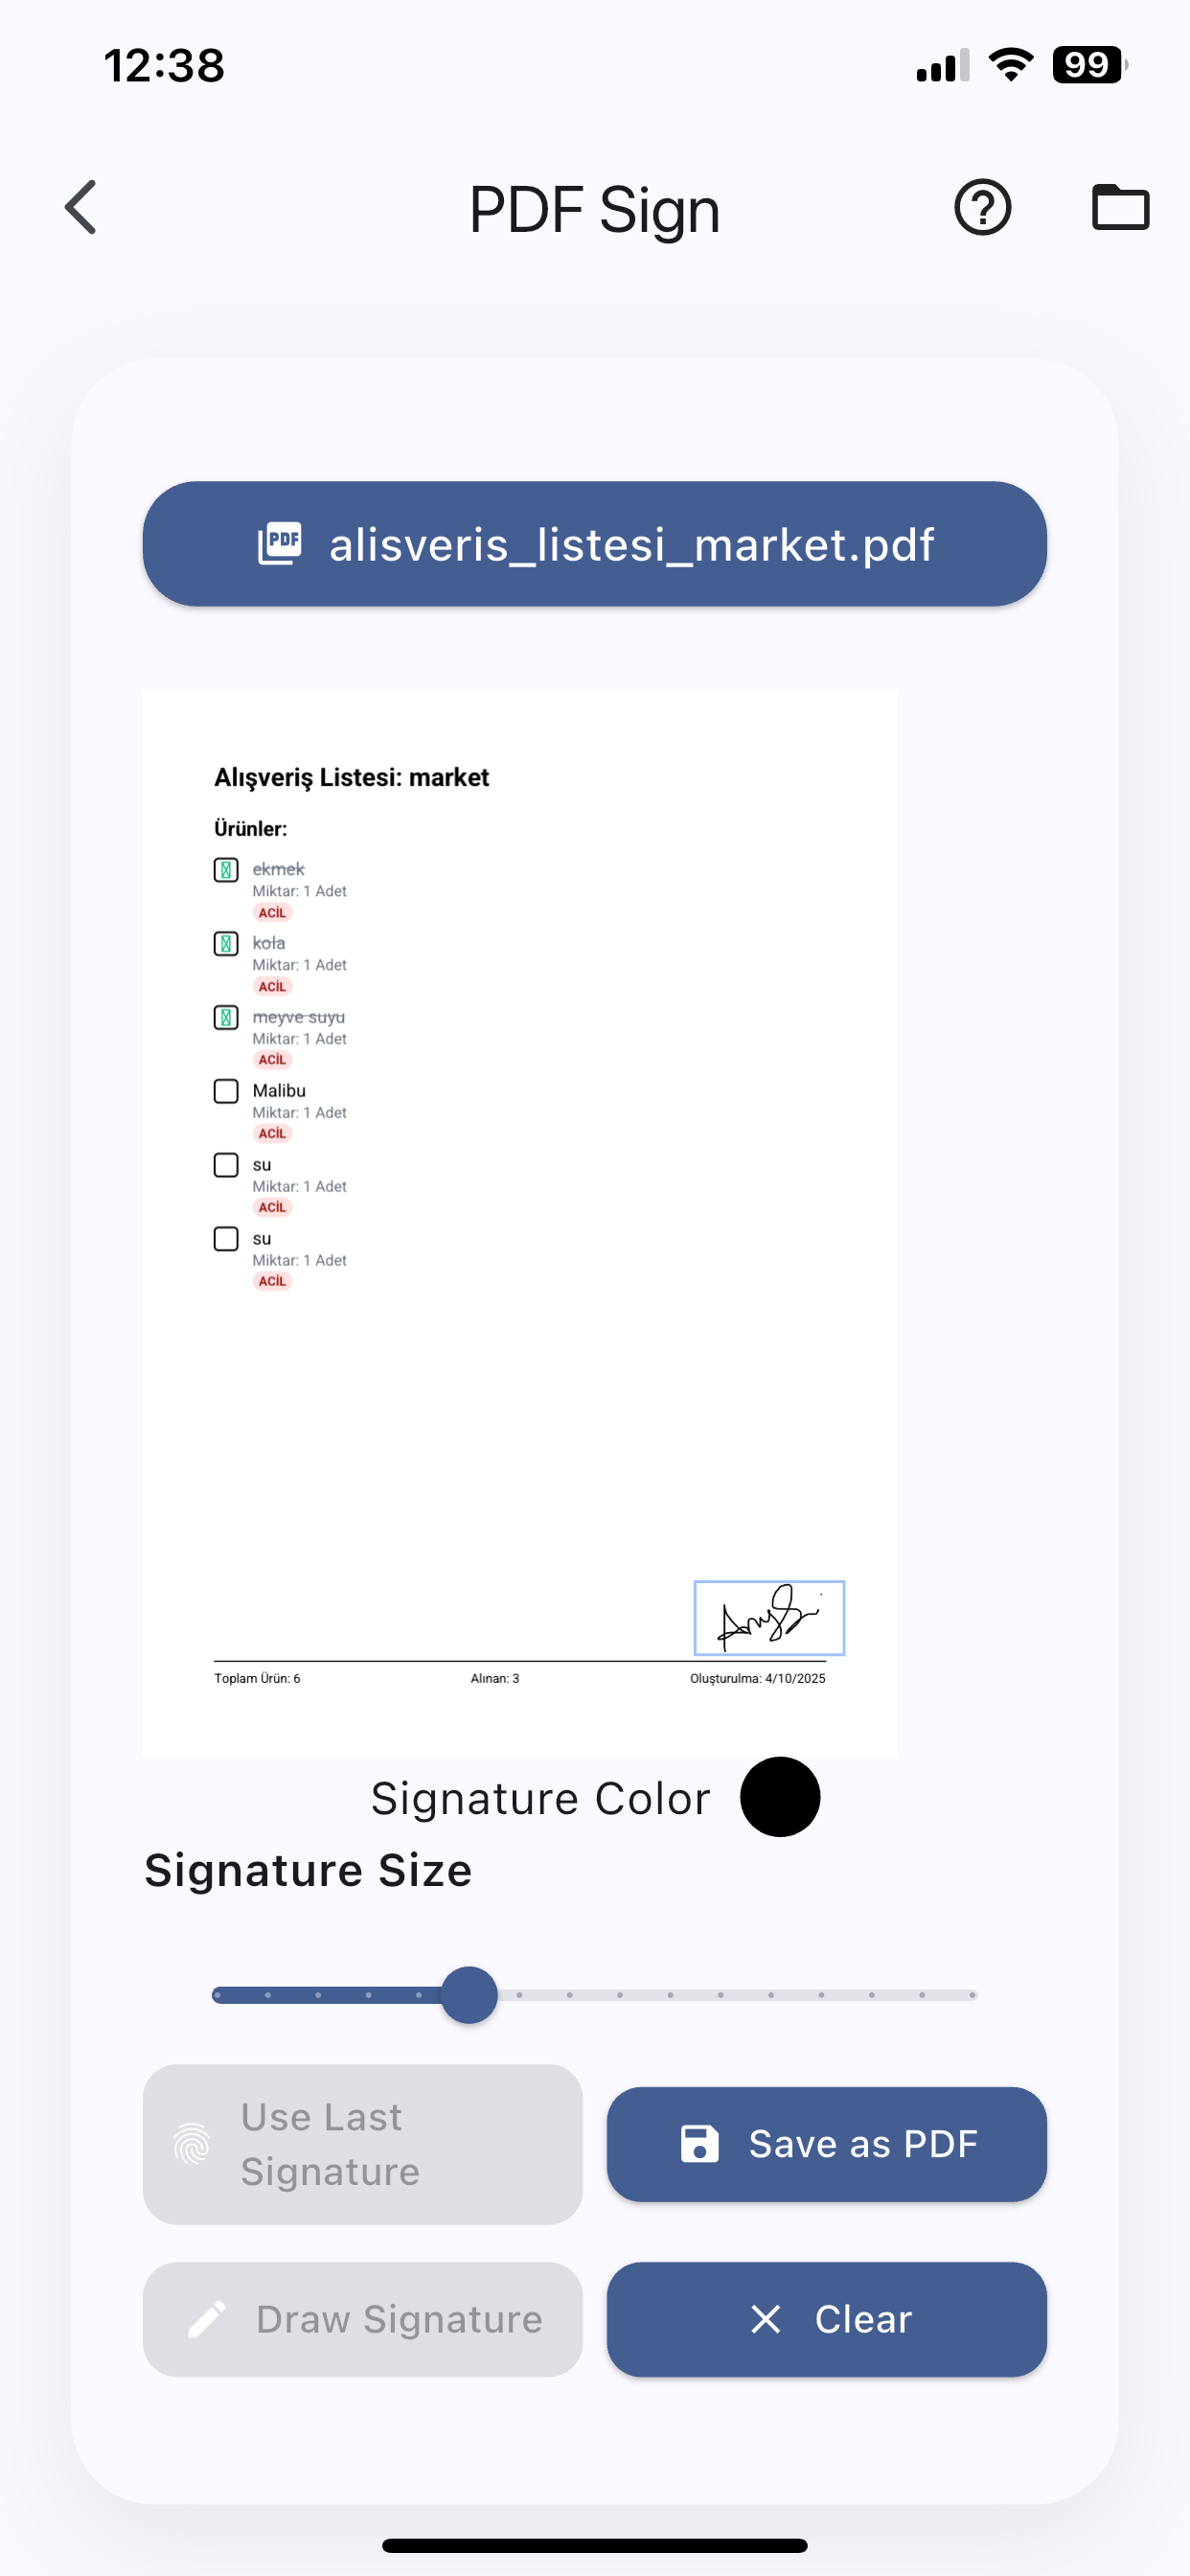 12:38
99
PDF Sign
PDF
alisveris_listesi_market.pdf
Alışveriş Listesi: market
Ürünler:
ekmek
Miktar: 1 Adet
ACİL
kola
Miktar: 1 Adet
ACİL
meyve suyu
Miktar: 1 Adet
ACİL
Malibu
Miktar: 1 Adet
ACİL
su
Miktar: 1 Adet
ACİL
su
Miktar: 1 Adet
ACİL
Toplam Ürün: 6 Alınan: 3 Oluşturulma: 4/10/2025
Signature Color
Signature Size
Use Last
Signature
Save as PDF
Draw Signature
Clear